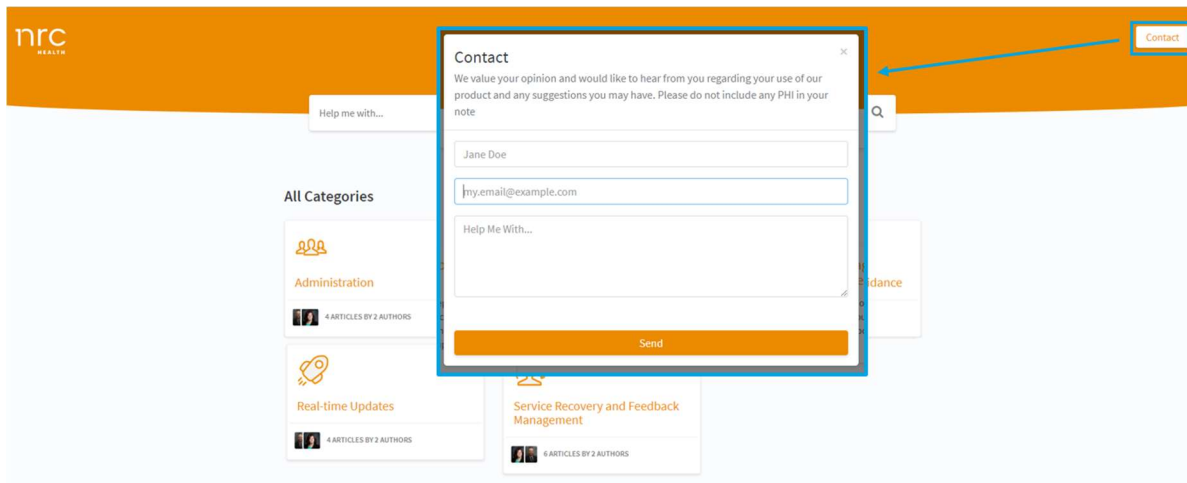 nrc
HEALTH
Contact
Contact
×
We value your opinion and would like to hear from you regarding your use of our
product and any suggestions you may have. Please do not include any PHI in your
note
Help me with...
Jane Doe
my.email@example.com
Help Me With...
Send
All Categories
Administration
4 ARTICLES BY 2 AUTHORS
idance
Real-time Updates
4 ARTICLES BY 2 AUTHORS
Service Recovery and Feedback
Management
6 ARTICLES BY 2 AUTHORS